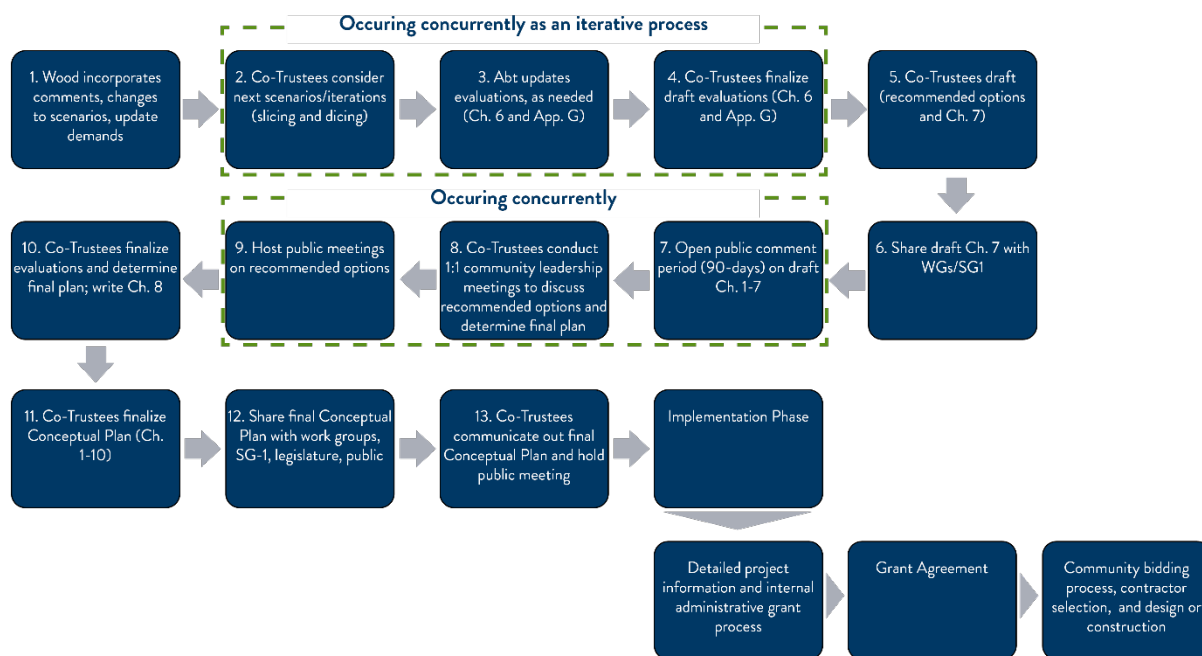 Occuring concurrently as an iterative process
1. Wood incorporates
comments, changes
to scenarios, update
demands
2. Co-Trustees consider
next scenarios/iterations
(slicing and dicing)
3. Abt updates
evaluations, as needed
(Ch. 6 and App. G)
4. Co-Trustees finalize
draft evaluations (Ch. 6
and App. G)
5. Co-Trustees draft
(recommended options
and Ch. 7)
Occuring concurrently
10. Co-Trustees finalize
evaluations and determine
final plan; write Ch. 8
9. Host public meetings
on recommended options
8. Co-Trustees conduct
1:1 community leadership
meetings to discuss
recommended options and
determine final plan
7. Open public comment
period (90-days) on draft
Ch. 1-7
6. Share draft Ch. 7 with
WGs/SG1
11. Co-Trustees finalize
Conceptual Plan (Ch.
1-10)
12. Share final Conceptual
Plan with work groups,
SG-1, legislature, public
13. Co-Trustees
communicate out final
Conceptual Plan and hold
public meeting
Implementation Phase
Detailed project
information and internal
administrative grant
process
Grant Agreement
Community bidding
process, contractor
selection, and design or
construction